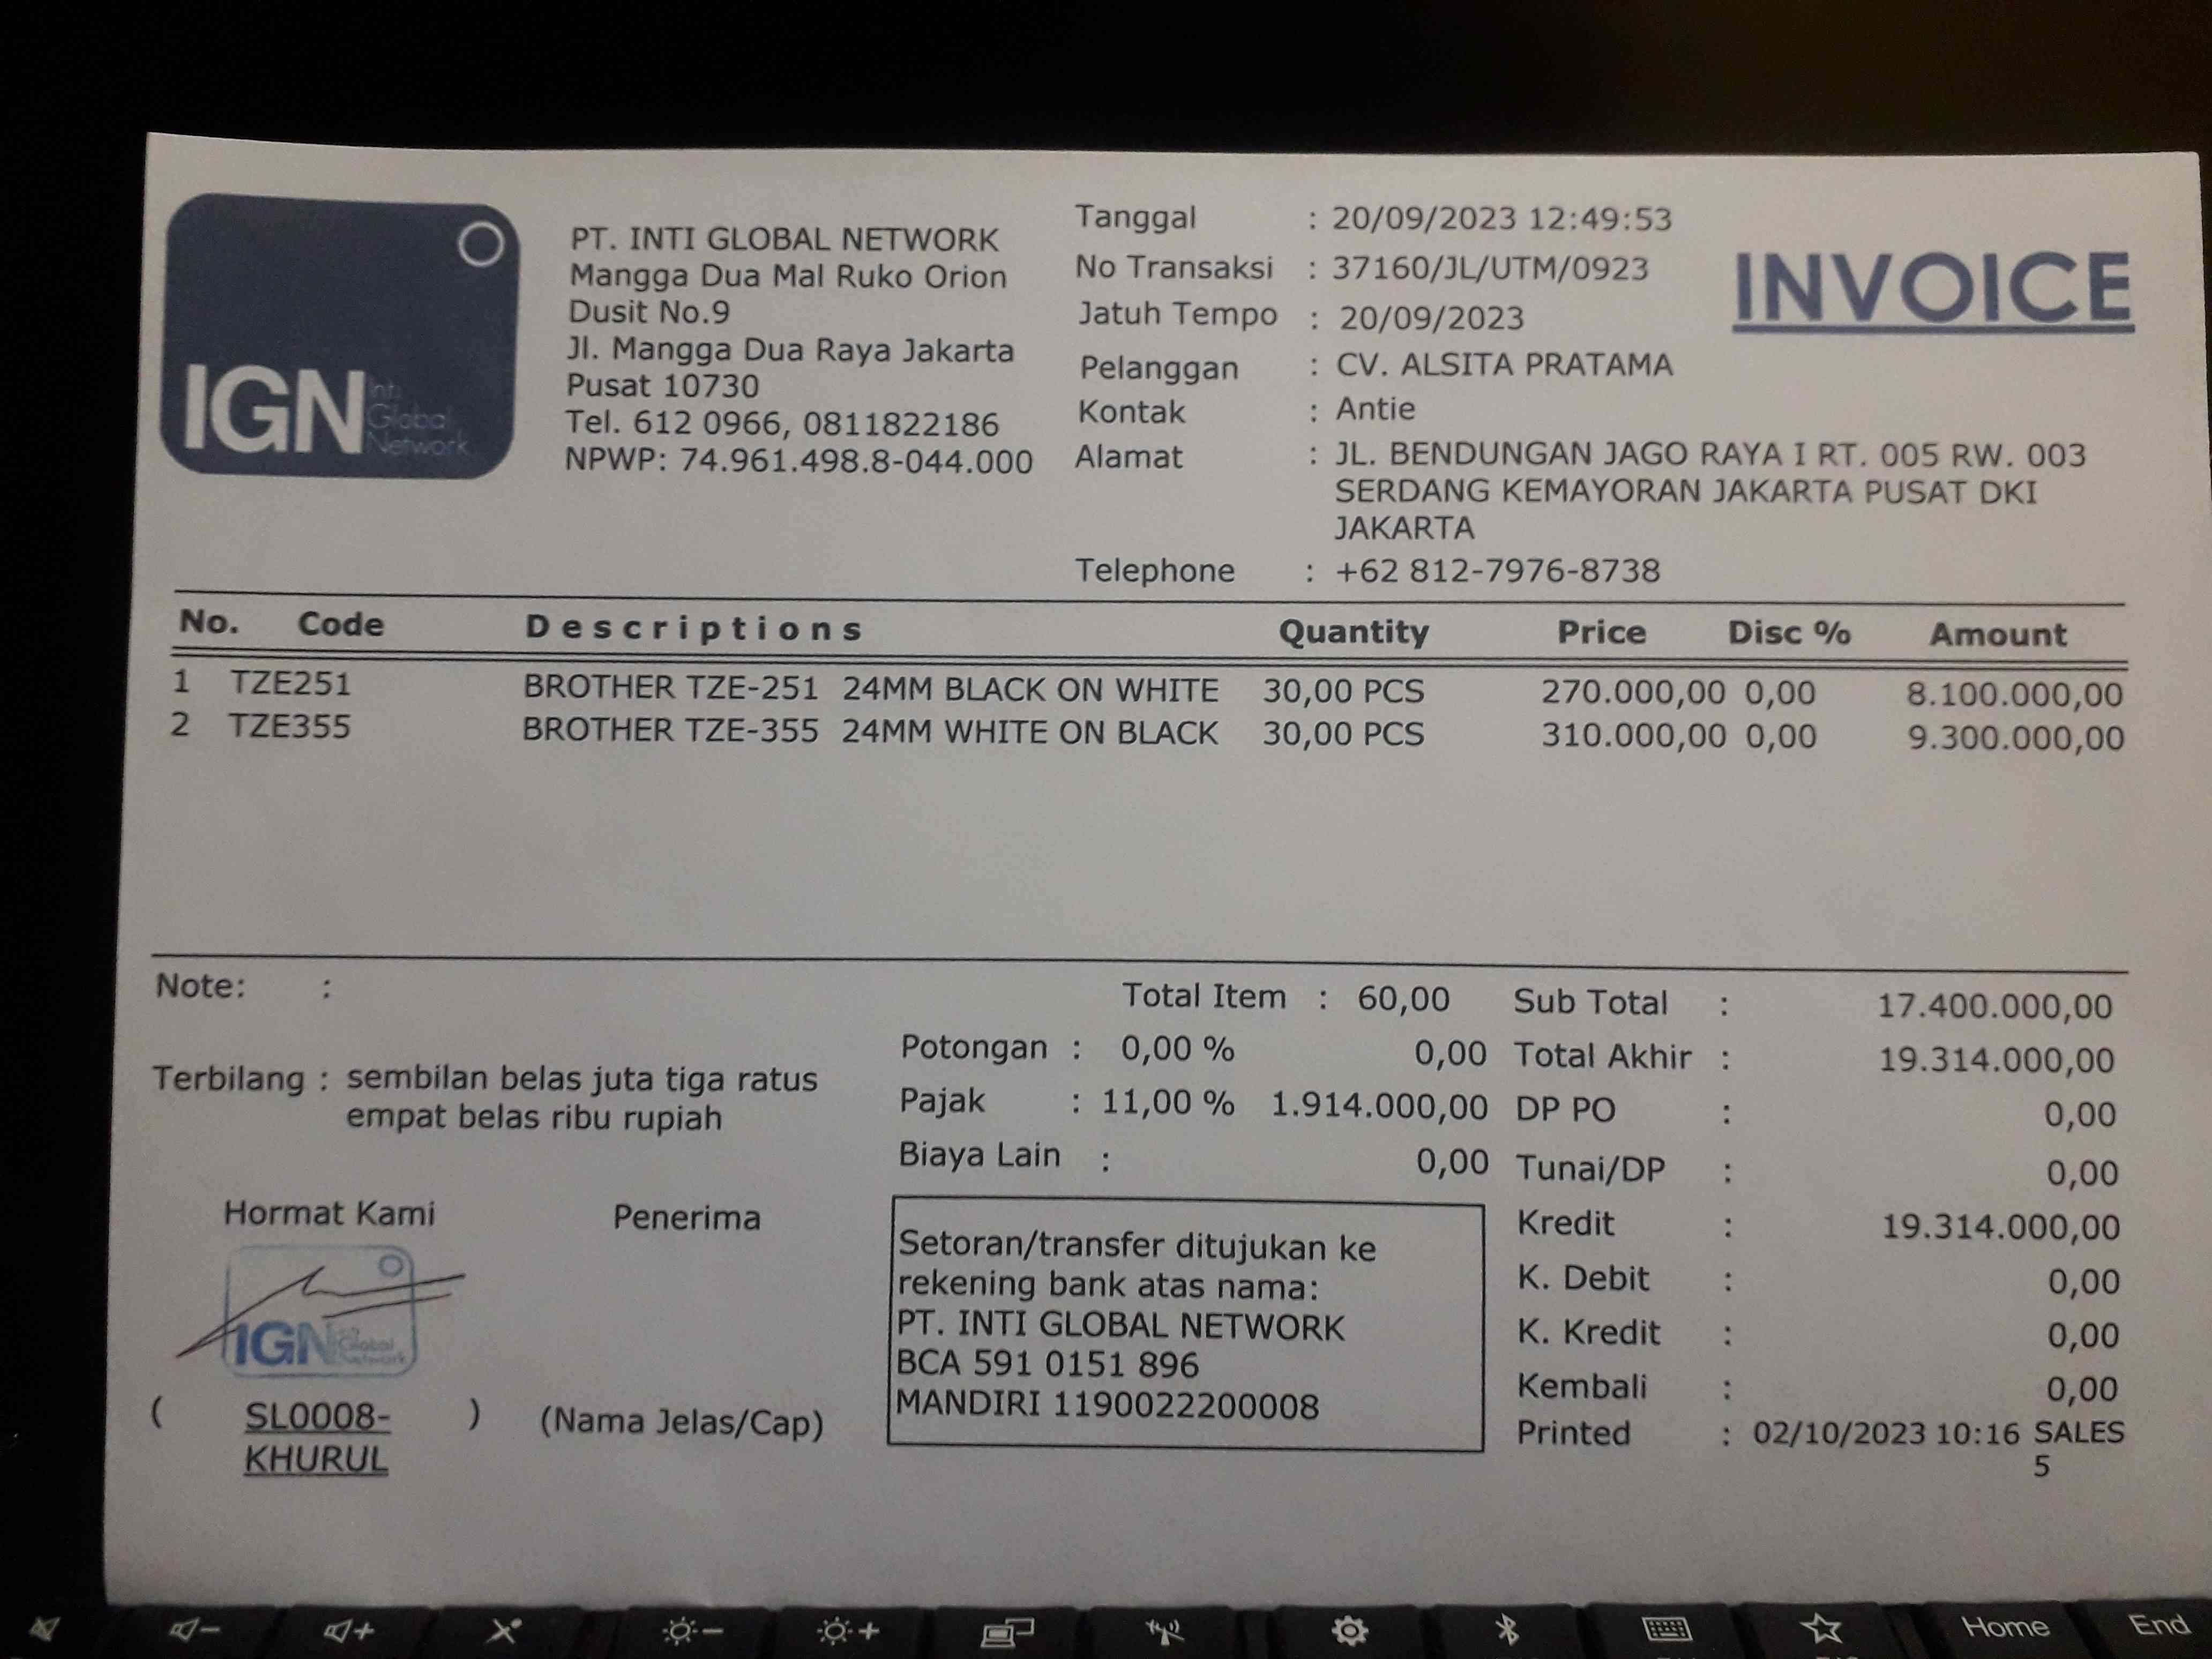 IGN Inti
Global
Network
PT. INTI GLOBAL NETWORK
Mangga Dua Mal Ruko Orion
Dusit No.9
Jl. Mangga Dua Raya Jakarta
Pusat 10730
Tel. 612 0966, 0811822186
NPWP: 74.961.498.8-044.000
Tanggal : 20/09/2023 12:49:53
No Transaksi : 37160/JL/UTM/0923
Jatuh Tempo : 20/09/2023
Pelanggan : CV. ALSITA PRATAMA
Kontak : Antie
Alamat : JL. BENDUNGAN JAGO RAYA I RT. 005 RW. 003
SERDANG KEMAYORAN JAKARTA PUSAT DKI
JAKARTA
Telephone : +62 812-7976-8738
INVOICE
No. Code Descriptions Quantity Price Disc % Amount
1 TZE251 BROTHER TZE-251 24MM BLACK ON WHITE 30,00 PCS 270.000,00 0,00 8.100.000,00
2 TZE355 BROTHER TZE-355 24MM WHITE ON BLACK 30,00 PCS 310.000,00 0,00 9.300.000,00
Note: :
Terbilang : sembilan belas juta tiga ratus
empat belas ribu rupiah
Total Item : 60,00
Potongan : 0,00 % 0,00
Pajak : 11,00 % 1.914.000,00
Biaya Lain : 0,00
Sub Total : 17.400.000,00
Total Akhir : 19.314.000,00
DP PO : 0,00
Tunai/DP : 0,00
Kredit : 19.314.000,00
K. Debit : 0,00
K. Kredit : 0,00
Kembali : 0,00
Printed : 02/10/2023 10:16 SALES
5
Hormat Kami
IGN
Global
Network
( SL0008- )
KHURUL
Penerima
(Nama Jelas/Cap)
Setoran/transfer ditujukan ke
rekening bank atas nama:
PT. INTI GLOBAL NETWORK
BCA 591 0151 896
MANDIRI 1190022200008
Home End